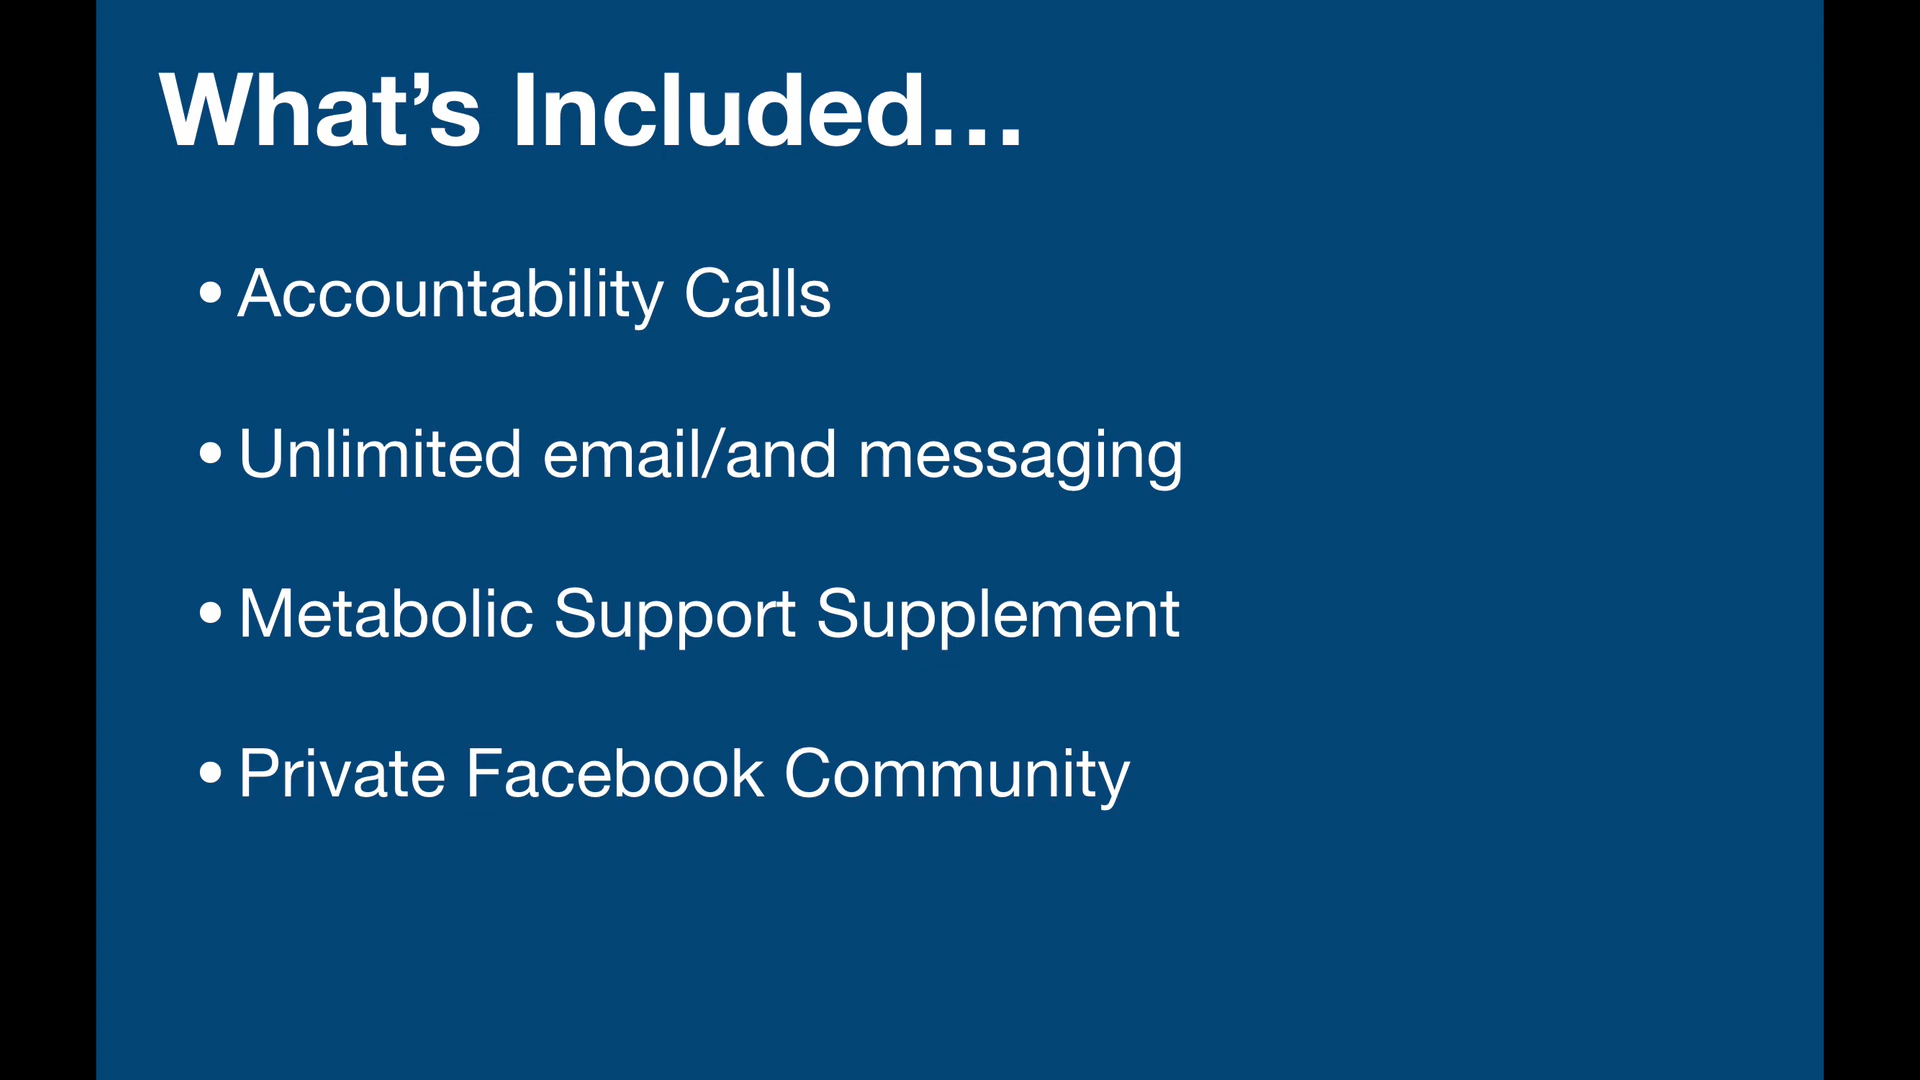 What’s Included…
• Accountability Calls
• Unlimited email/and messaging
• Metabolic Support Supplement
• Private Facebook Community